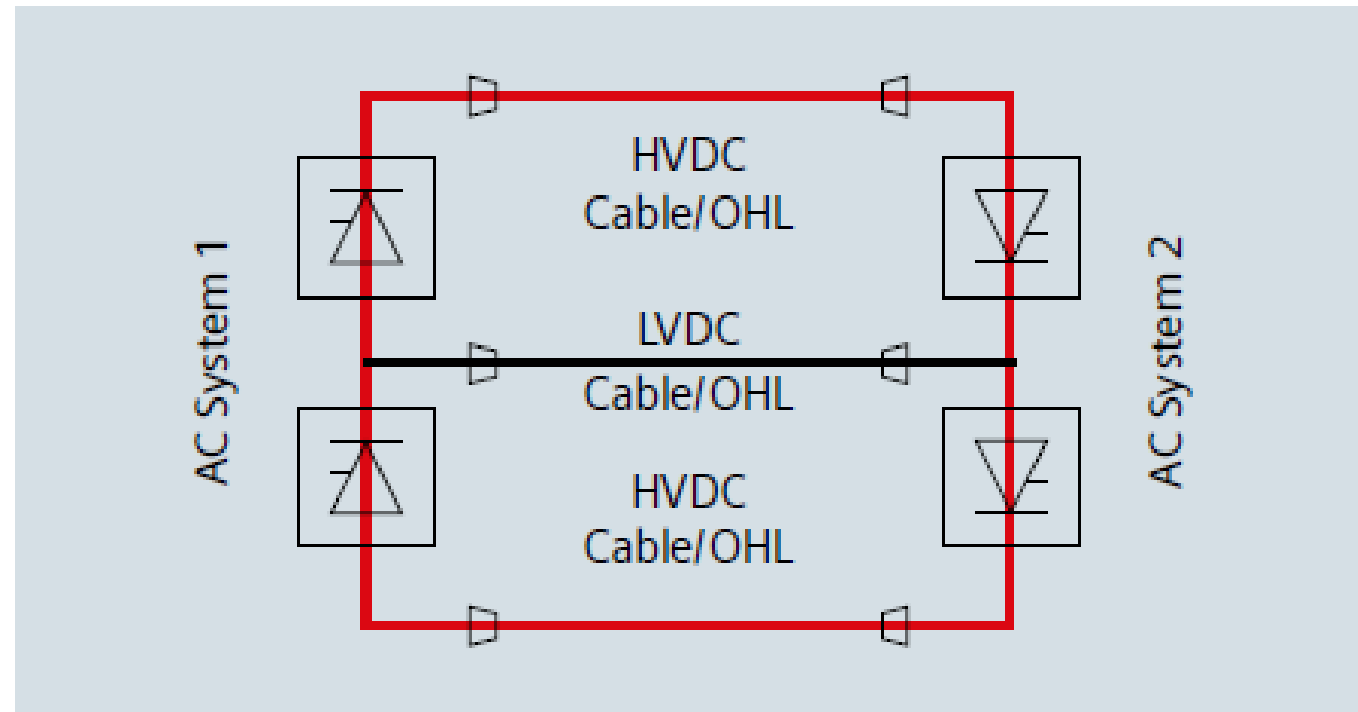 HVDC
Cable/OHL
AC System 1
LVDC
Cable/OHL
AC System 2
HVDC
Cable/OHL